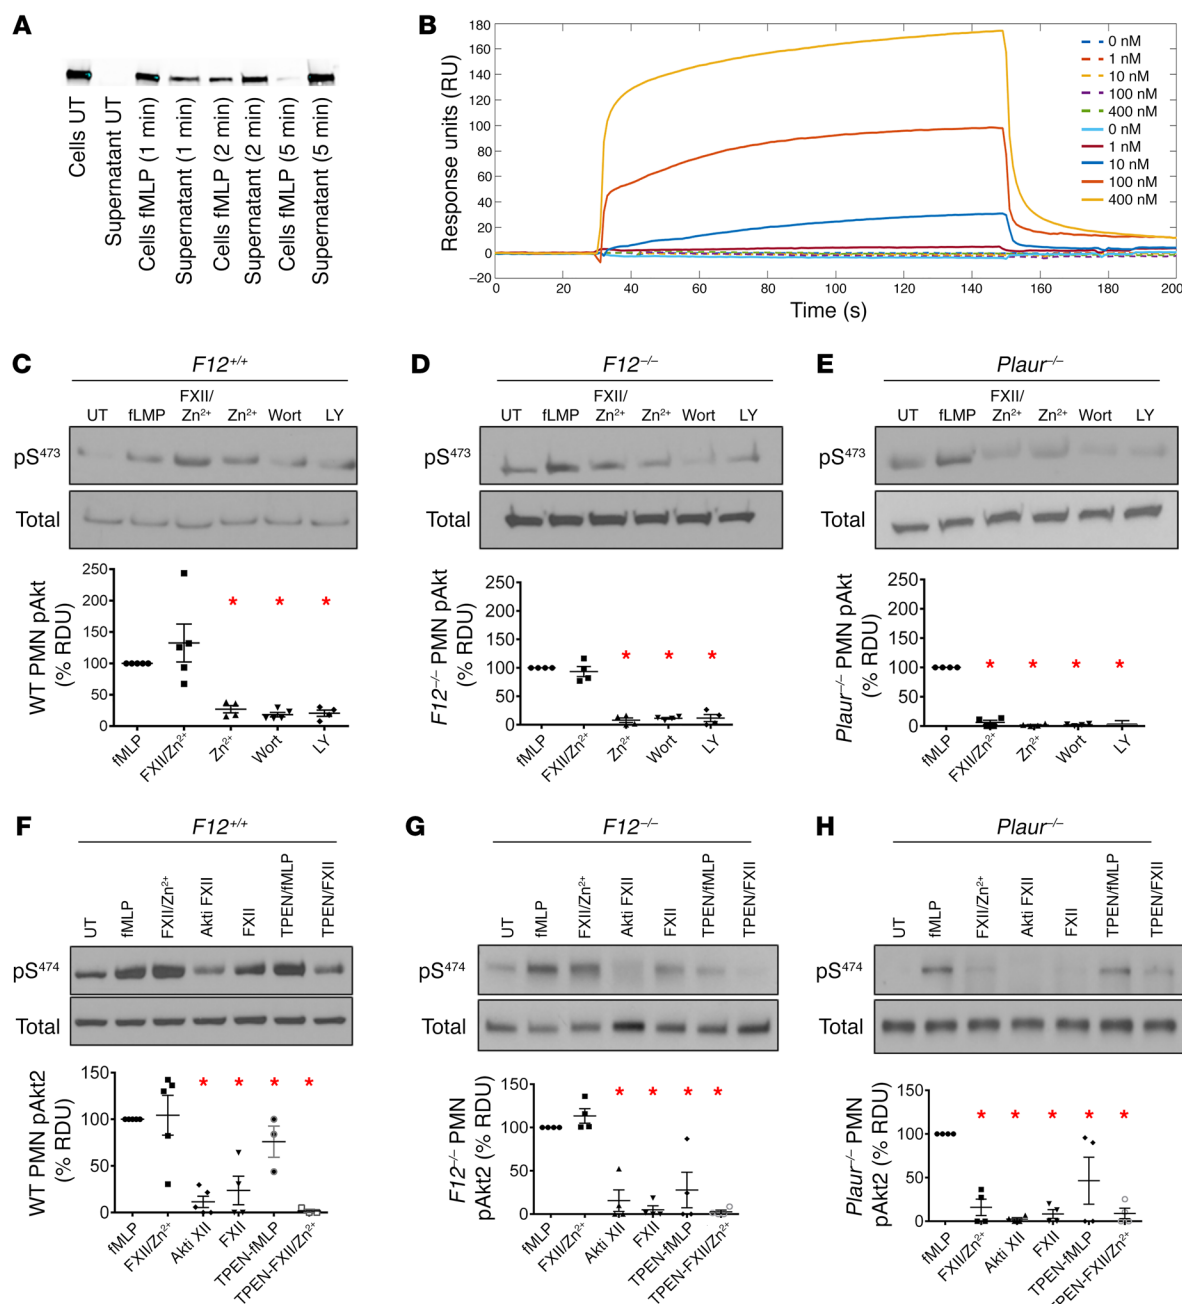 A
Cells UT
Supernatant UT
Cells fMLP (1 min)
Supernatant (1 min)
Cells fMLP (2 min)
Supernatant (2 min)
Cells fMLP (5 min)
Supernatant (5 min)
B
Response units (RU)
180
160
140
120
100
80
60
40
20
0
−20
0 20 40 60 80 100 120 140 160 180 200
Time (s)
0 nM
1 nM
10 nM
100 nM
400 nM
0 nM
1 nM
10 nM
100 nM
400 nM
C
F12+/+
UT fLMP FXII/Zn²⁺ Zn²⁺ Wort LY
pS⁴⁷³
Total
WT PMN pAkt
(% RDU)
250
200
150
100
50
0
* * *
fMLP
FXII/Zn²⁺
Zn²⁺
Wort
LY
D
F12−/−
UT fLMP FXII/Zn²⁺ Zn²⁺ Wort LY
pS⁴⁷³
Total
F12−/− PMN pAkt
(% RDU)
250
200
150
100
50
0
* * *
fMLP
FXII/Zn²⁺
Zn²⁺
Wort
LY
E
Plaur−/−
UT fLMP FXII/Zn²⁺ Zn²⁺ Wort LY
pS⁴⁷³
Total
Plaur−/− PMN pAkt
(% RDU)
250
200
150
100
50
0
* * * *
fMLP
FXII/Zn²⁺
Zn²⁺
Wort
LY
F
F12+/+
UT
fMLP
FXII/Zn²⁺
Akti FXII
FXII
TPEN/fMLP
TPEN/FXII
pS⁴⁷⁴
Total
WT PMN pAkt2
(% RDU)
150
100
50
0
* * * *
fMLP
FXII/Zn²⁺
Akti XII
FXII
TPEN-fMLP
TPEN-FXII/Zn²⁺
G
F12−/−
UT
fMLP
FXII/Zn²⁺
Akti FXII
FXII
TPEN/fMLP
TPEN/FXII
pS⁴⁷⁴
Total
F12−/− PMN
pAkt2 (% RDU)
150
100
50
0
* * * *
fMLP
FXII/Zn²⁺
Akti XII
FXII
TPEN-fMLP
TPEN-FXII/Zn²⁺
H
Plaur−/−
UT
fMLP
FXII/Zn²⁺
Akti FXII
FXII
TPEN/fMLP
TPEN/FXII
pS⁴⁷⁴
Total
Plaur−/− PMN
pAkt2 (% RDU)
150
100
50
0
* * * * *
fMLP
FXII/Zn²⁺
Akti XII
FXII
TPEN-fMLP
TPEN-FXII/Zn²⁺